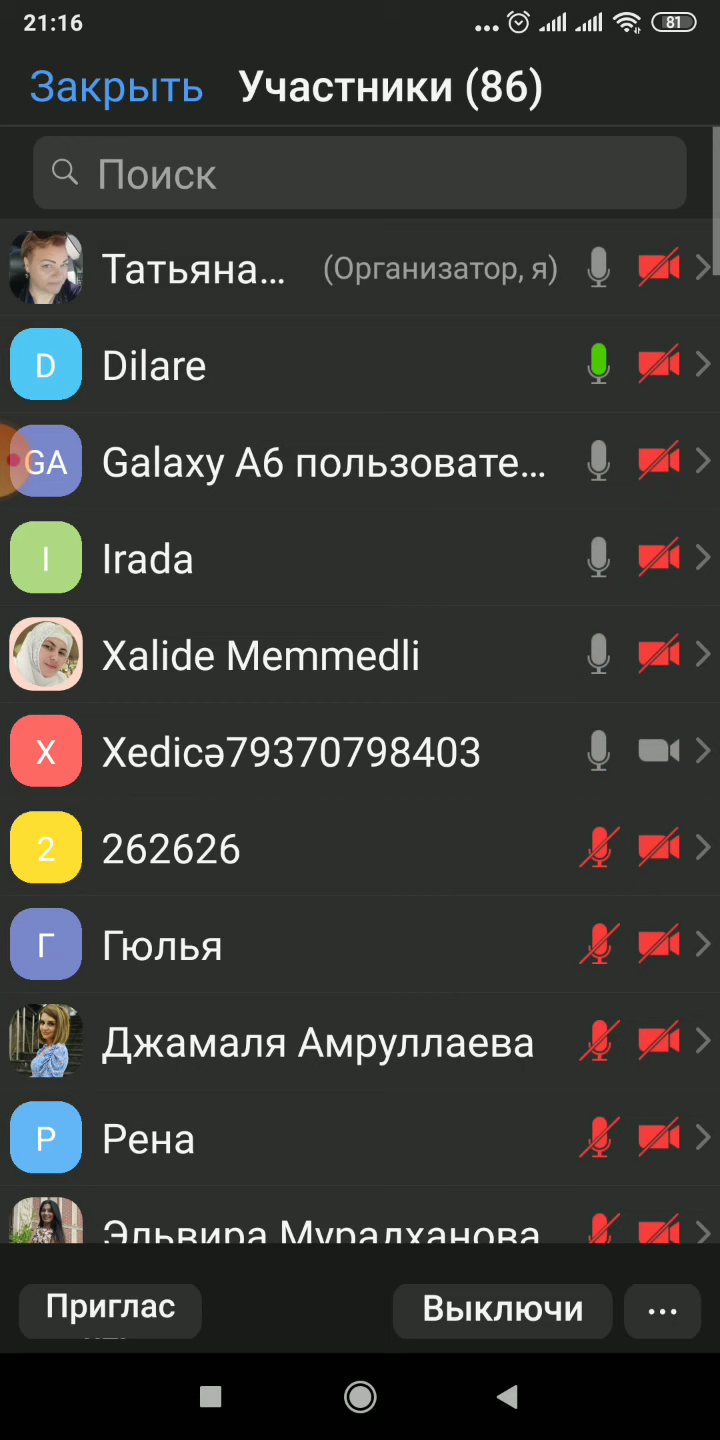 21:16 81
Закрыть Участники (86)
Поиск
Татьяна... (Организатор, я)
D Dilare
GA Galaxy A6 пользовате...
I Irada
Xalide Memmedli
X Xedicə79370798403
2 262626
Г Гюлья
Джамаля Амруллаева
Р Рена
Эльвира Мурадханова
Приглас Выключи ...